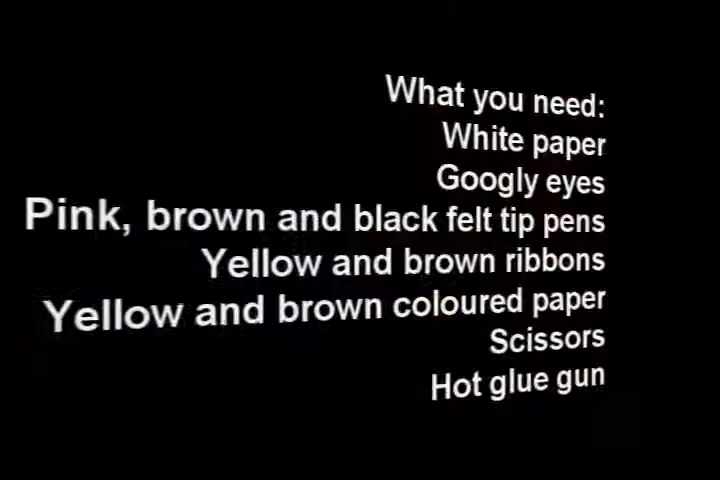 What you need:
White paper
Googly eyes
Pink, brown and black felt tip pens
Yellow and brown ribbons
Yellow and brown coloured paper
Scissors
Hot glue gun